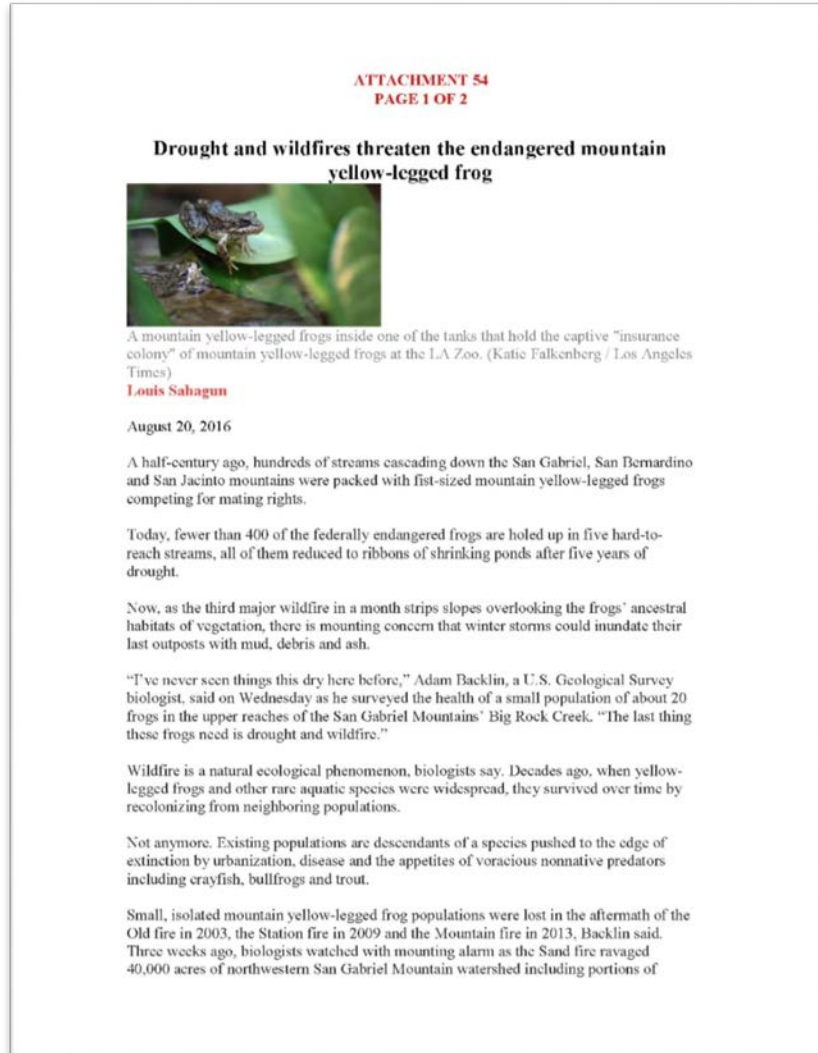 ATTACHMENT 54
PAGE 1 OF 2
Drought and wildfires threaten the endangered mountain
yellow-legged frog
A mountain yellow-legged frogs inside one of the tanks that hold the captive "insurance
colony" of mountain yellow-legged frogs at the LA Zoo. (Katie Falkenberg / Los Angeles
Times)
Louis Sahagun
August 20, 2016
A half-century ago, hundreds of streams cascading down the San Gabriel, San Bernardino
and San Jacinto mountains were packed with fist-sized mountain yellow-legged frogs
competing for mating rights.
Today, fewer than 400 of the federally endangered frogs are holed up in five hard-to-
reach streams, all of them reduced to ribbons of shrinking ponds after five years of
drought.
Now, as the third major wildfire in a month strips slopes overlooking the frogs’ ancestral
habitats of vegetation, there is mounting concern that winter storms could inundate their
last outposts with mud, debris and ash.
“I’ve never seen things this dry here before,” Adam Backlin, a U.S. Geological Survey
biologist, said on Wednesday as he surveyed the health of a small population of about 20
frogs in the upper reaches of the San Gabriel Mountains’ Big Rock Creek. “The last thing
these frogs need is drought and wildfire.”
Wildfire is a natural ecological phenomenon, biologists say. Decades ago, when yellow-
legged frogs and other rare aquatic species were widespread, they survived over time by
recolonizing from neighboring populations.
Not anymore. Existing populations are descendants of a species pushed to the edge of
extinction by urbanization, disease and the appetites of voracious nonnative predators
including crayfish, bullfrogs and trout.
Small, isolated mountain yellow-legged frog populations were lost in the aftermath of the
Old fire in 2003, the Station fire in 2009 and the Mountain fire in 2013, Backlin said.
Three weeks ago, biologists watched with mounting alarm as the Sand fire ravaged
40,000 acres of northwestern San Gabriel Mountain watershed including portions of